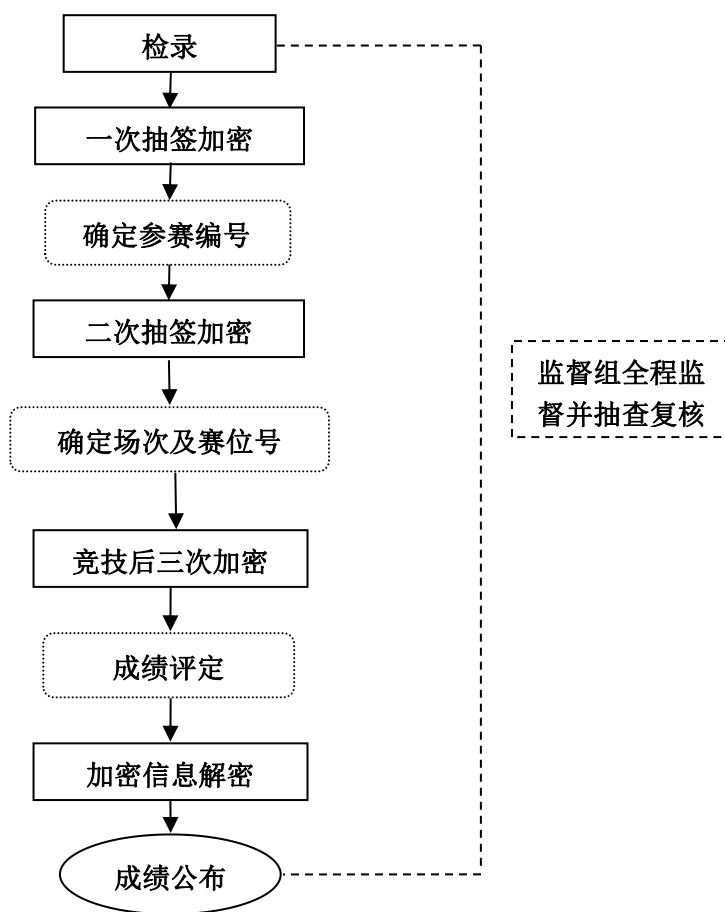 检录
一次抽签加密
确定参赛编号
二次抽签加密
确定场次及赛位号
竞技后三次加密
成绩评定
加密信息解密
成绩公布
监督组全程监
督并抽查复核